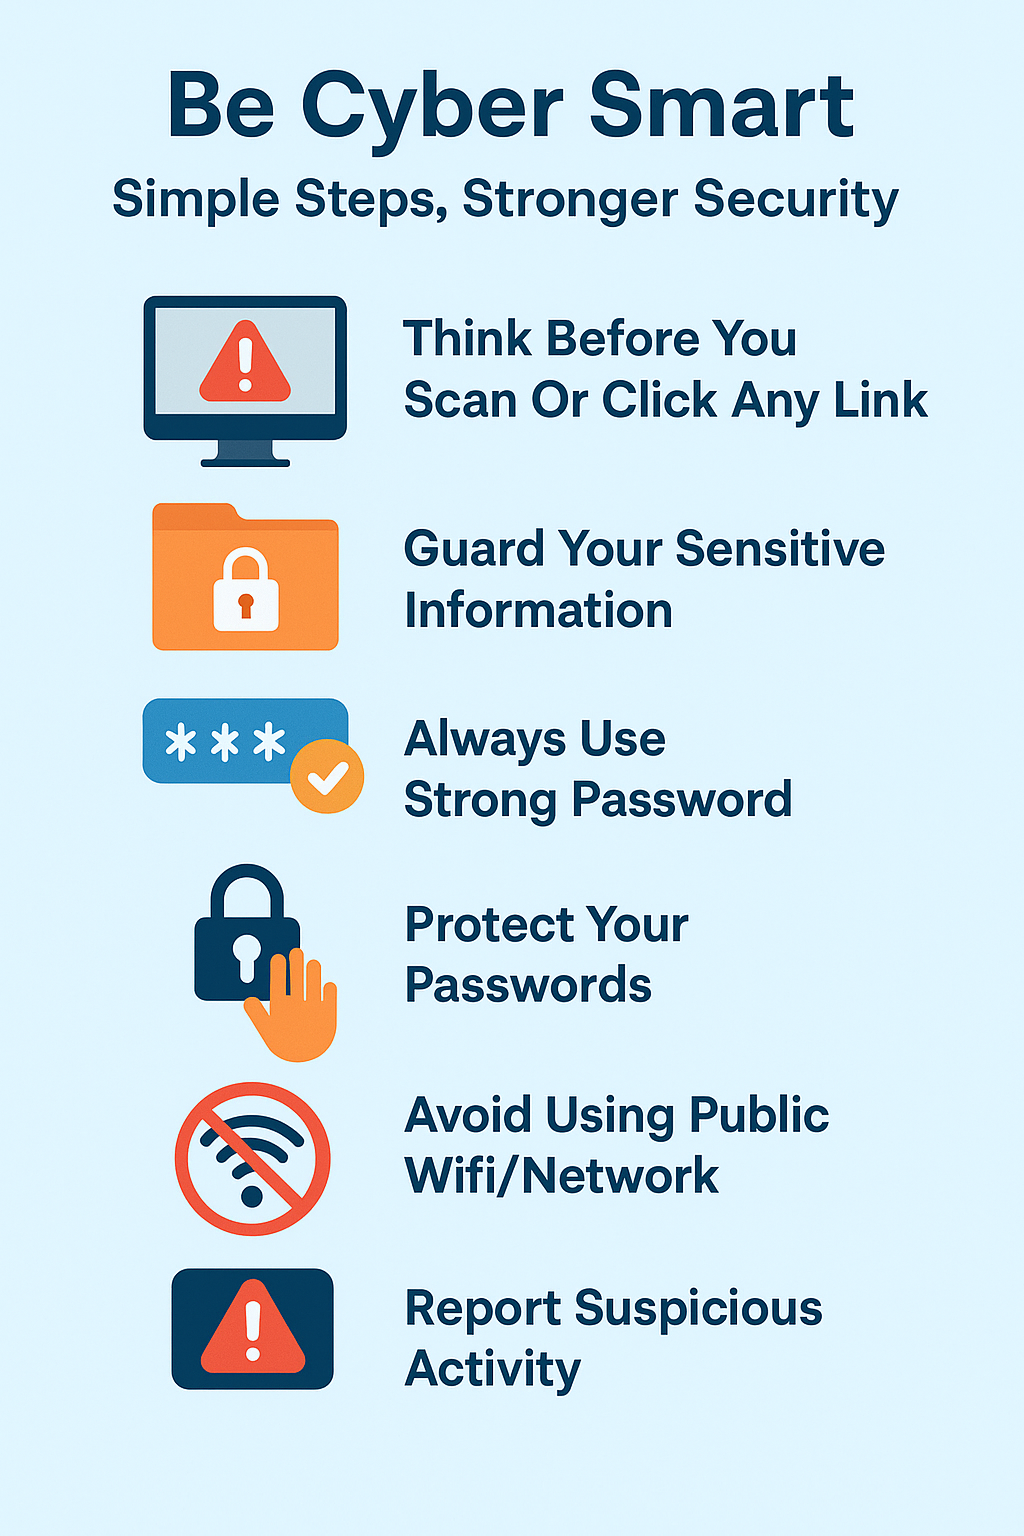 Be Cyber Smart
Simple Steps, Stronger Security
Think Before You
Scan Or Click Any Link
Guard Your Sensitive
Information
***
Always Use
Strong Password
Protect Your
Passwords
Avoid Using Public
Wifi/Network
Report Suspicious
Activity